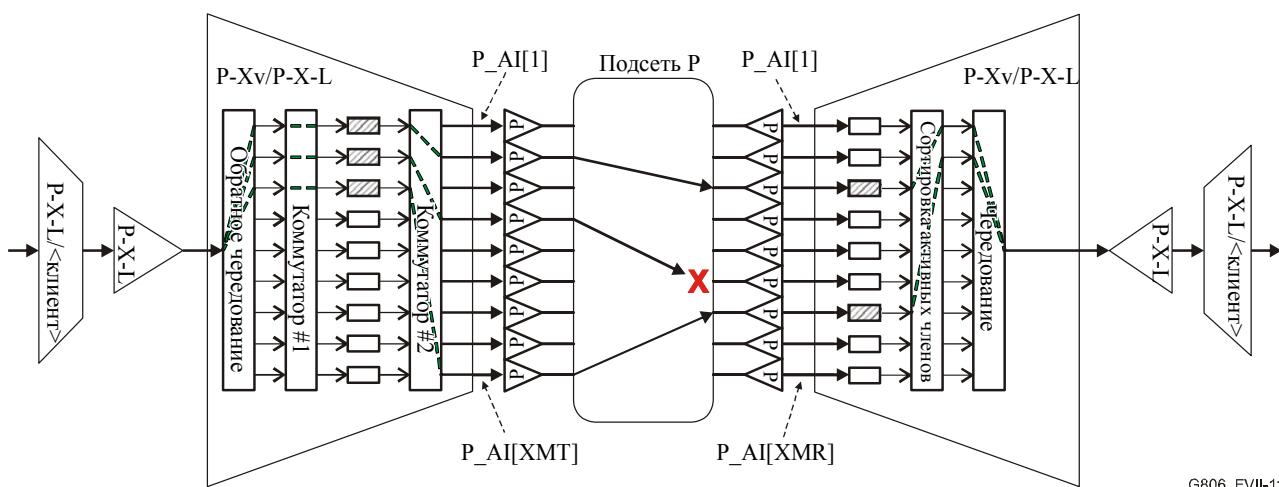 P_AI[1]
Подсеть P
P_AI[1]
P-Xv/P-X-L
P-Xv/P-X-L
P-X-L/<клиент>
P-X-L
Обратное чередование
Коммутатор #1
Коммутатор #2
P
P
P
P
P
P
P
P
P
X
P
P
P
P
P
P
P
P
P
Сортировка активных членов
Чередование
P-X-L
P-X-L/<клиент>
P_AI[XMT]
P_AI[XMR]